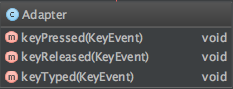 C Adapter
m keyPressed(KeyEvent) void
m keyReleased(KeyEvent) void
m keyTyped(KeyEvent) void